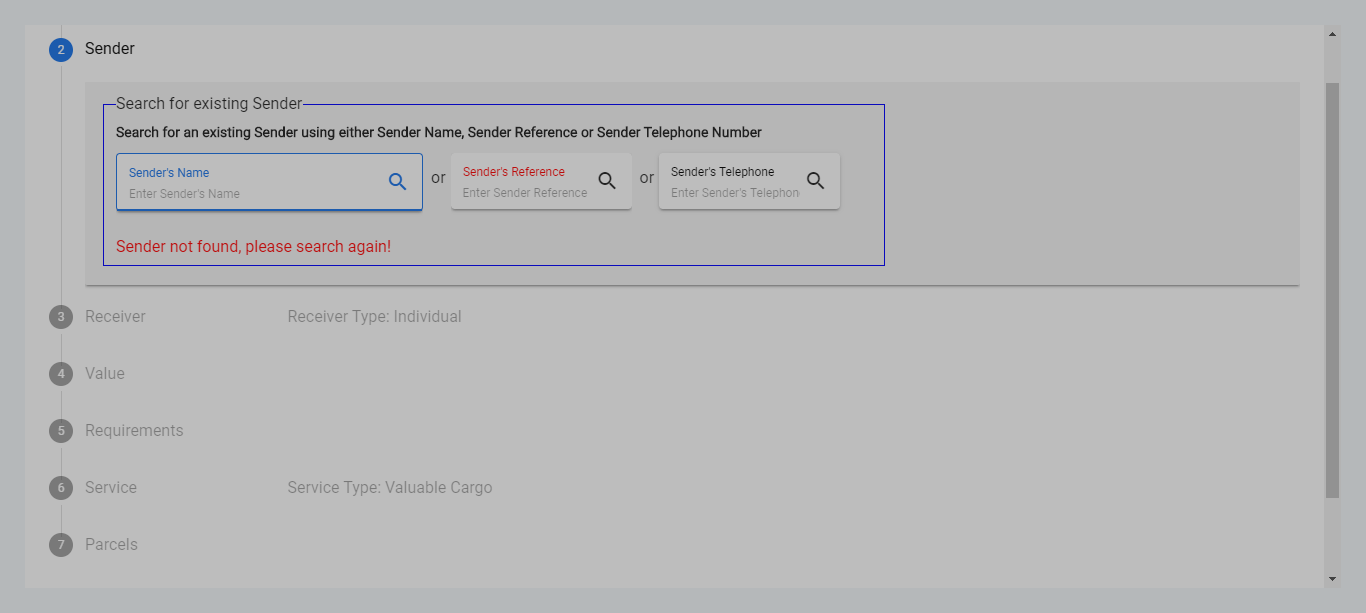 2 Sender
Search for existing Sender
Search for an existing Sender using either Sender Name, Sender Reference or Sender Telephone Number
Sender's Name
Enter Sender's Name
or
Sender's Reference
Enter Sender Reference
or
Sender's Telephone
Enter Sender's Telephon
Sender not found, please search again!
3 Receiver Receiver Type: Individual
4 Value
5 Requirements
6 Service Service Type: Valuable Cargo
7 Parcels